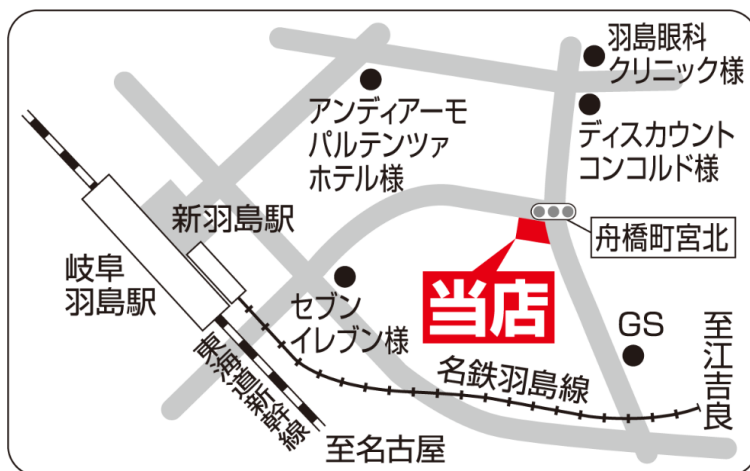 羽島眼科
クリニック様
アンディアーモ
パルテンツァ
ホテル様
ディスカウント
コンコルド様
新羽島駅
舟橋町宮北
岐阜
羽島駅
当店
セブン
イレブン様
GS
至江吉良
東海道新幹線
名鉄羽島線
至名古屋